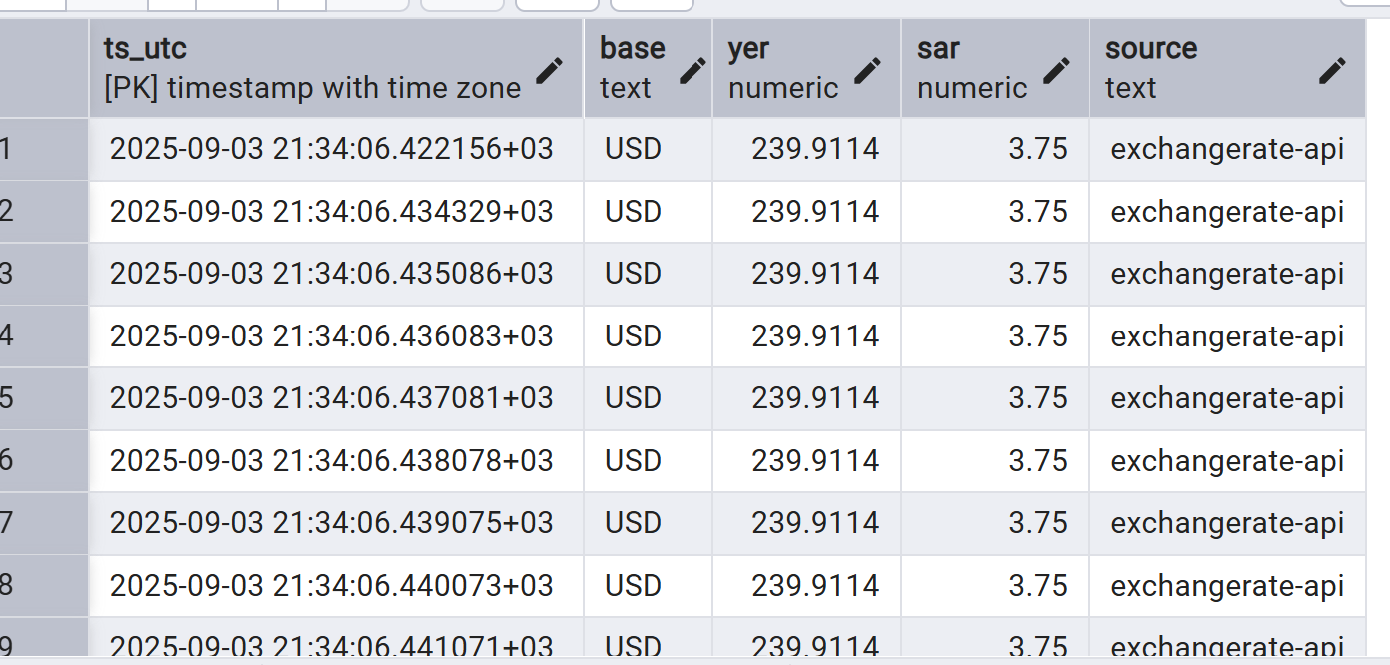 ts_utc base yer sar source
[PK] timestamp with time zone text numeric numeric text
1 2025-09-03 21:34:06.422156+03 USD 239.9114 3.75 exchangerate-api
2 2025-09-03 21:34:06.434329+03 USD 239.9114 3.75 exchangerate-api
3 2025-09-03 21:34:06.435086+03 USD 239.9114 3.75 exchangerate-api
4 2025-09-03 21:34:06.436083+03 USD 239.9114 3.75 exchangerate-api
5 2025-09-03 21:34:06.437081+03 USD 239.9114 3.75 exchangerate-api
6 2025-09-03 21:34:06.438078+03 USD 239.9114 3.75 exchangerate-api
7 2025-09-03 21:34:06.439075+03 USD 239.9114 3.75 exchangerate-api
8 2025-09-03 21:34:06.440073+03 USD 239.9114 3.75 exchangerate-api
9 2025-09-03 21:34:06.441071+03 USD 239.9114 3.75 exchangerate-api